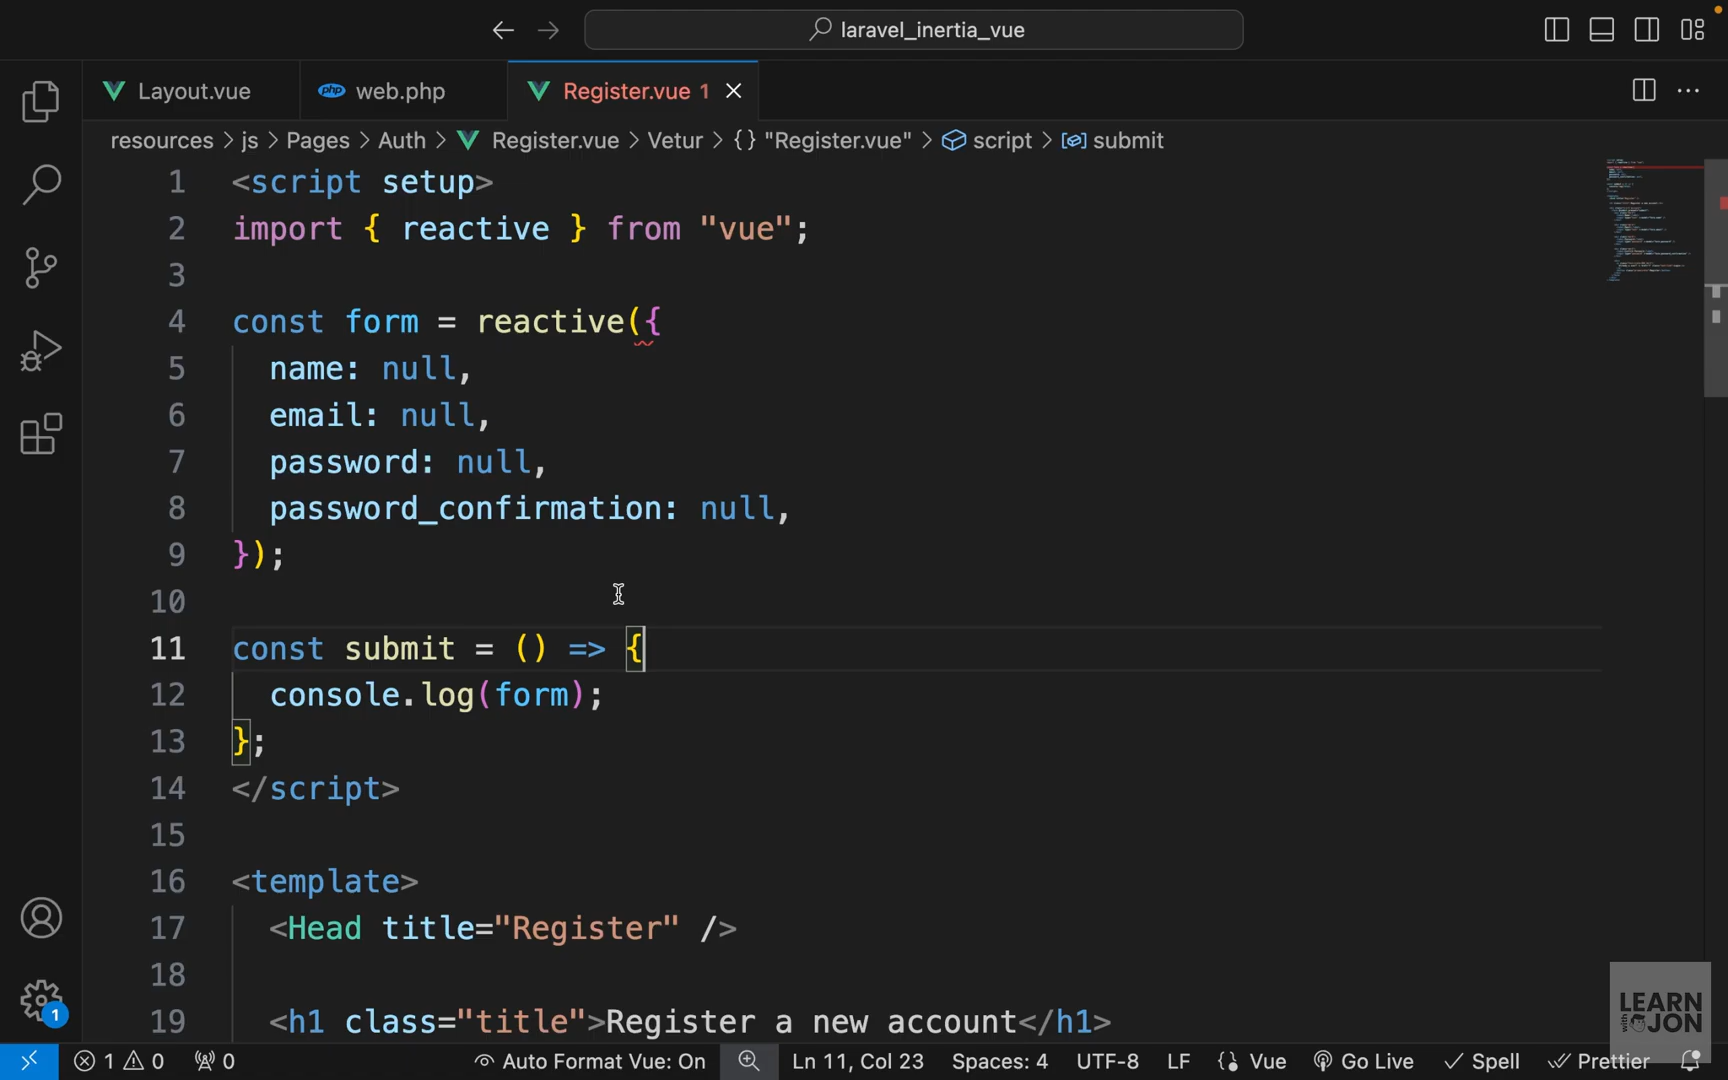 laravel_inertia_vue
Layout.vue
php web.php
Register.vue 1
resources > js > Pages > Auth > Register.vue > Vetur > {} "Register.vue" > script > submit
1 <script setup>
2 import { reactive } from "vue";
3
4 const form = reactive({
5 name: null,
6 email: null,
7 password: null,
8 password_confirmation: null,
9 });
10
11 const submit = () => {
12 console.log(form);
13 };
14 </script>
15
16 <template>
17 <Head title="Register" />
18
19 <h1 class="title">Register a new account</h1>
1
LEARN
with JON
1 0 0 Auto Format Vue: On Ln 11, Col 23 Spaces: 4 UTF-8 LF {} Vue Go Live Spell Prettier